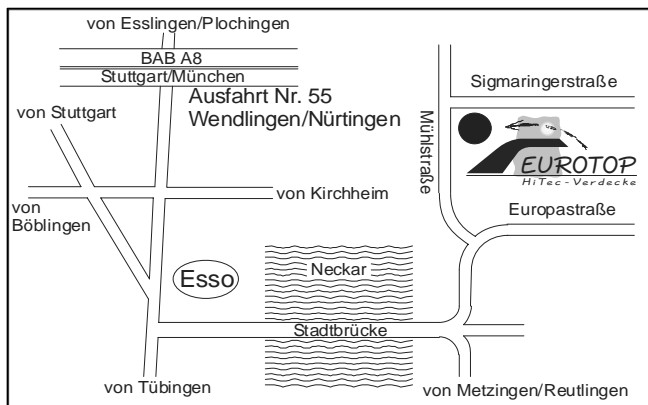 von Esslingen/Plochingen
BAB A8
Stuttgart/München
Ausfahrt Nr. 55
Wendlingen/Nürtingen
von Stuttgart
Sigmaringerstraße
Mühlstraße
EUROTOP
HiTec-Verdecke
von Kirchheim
von
Böblingen
Europastraße
Esso
Neckar
Stadtbrücke
von Tübingen
von Metzingen/Reutlingen